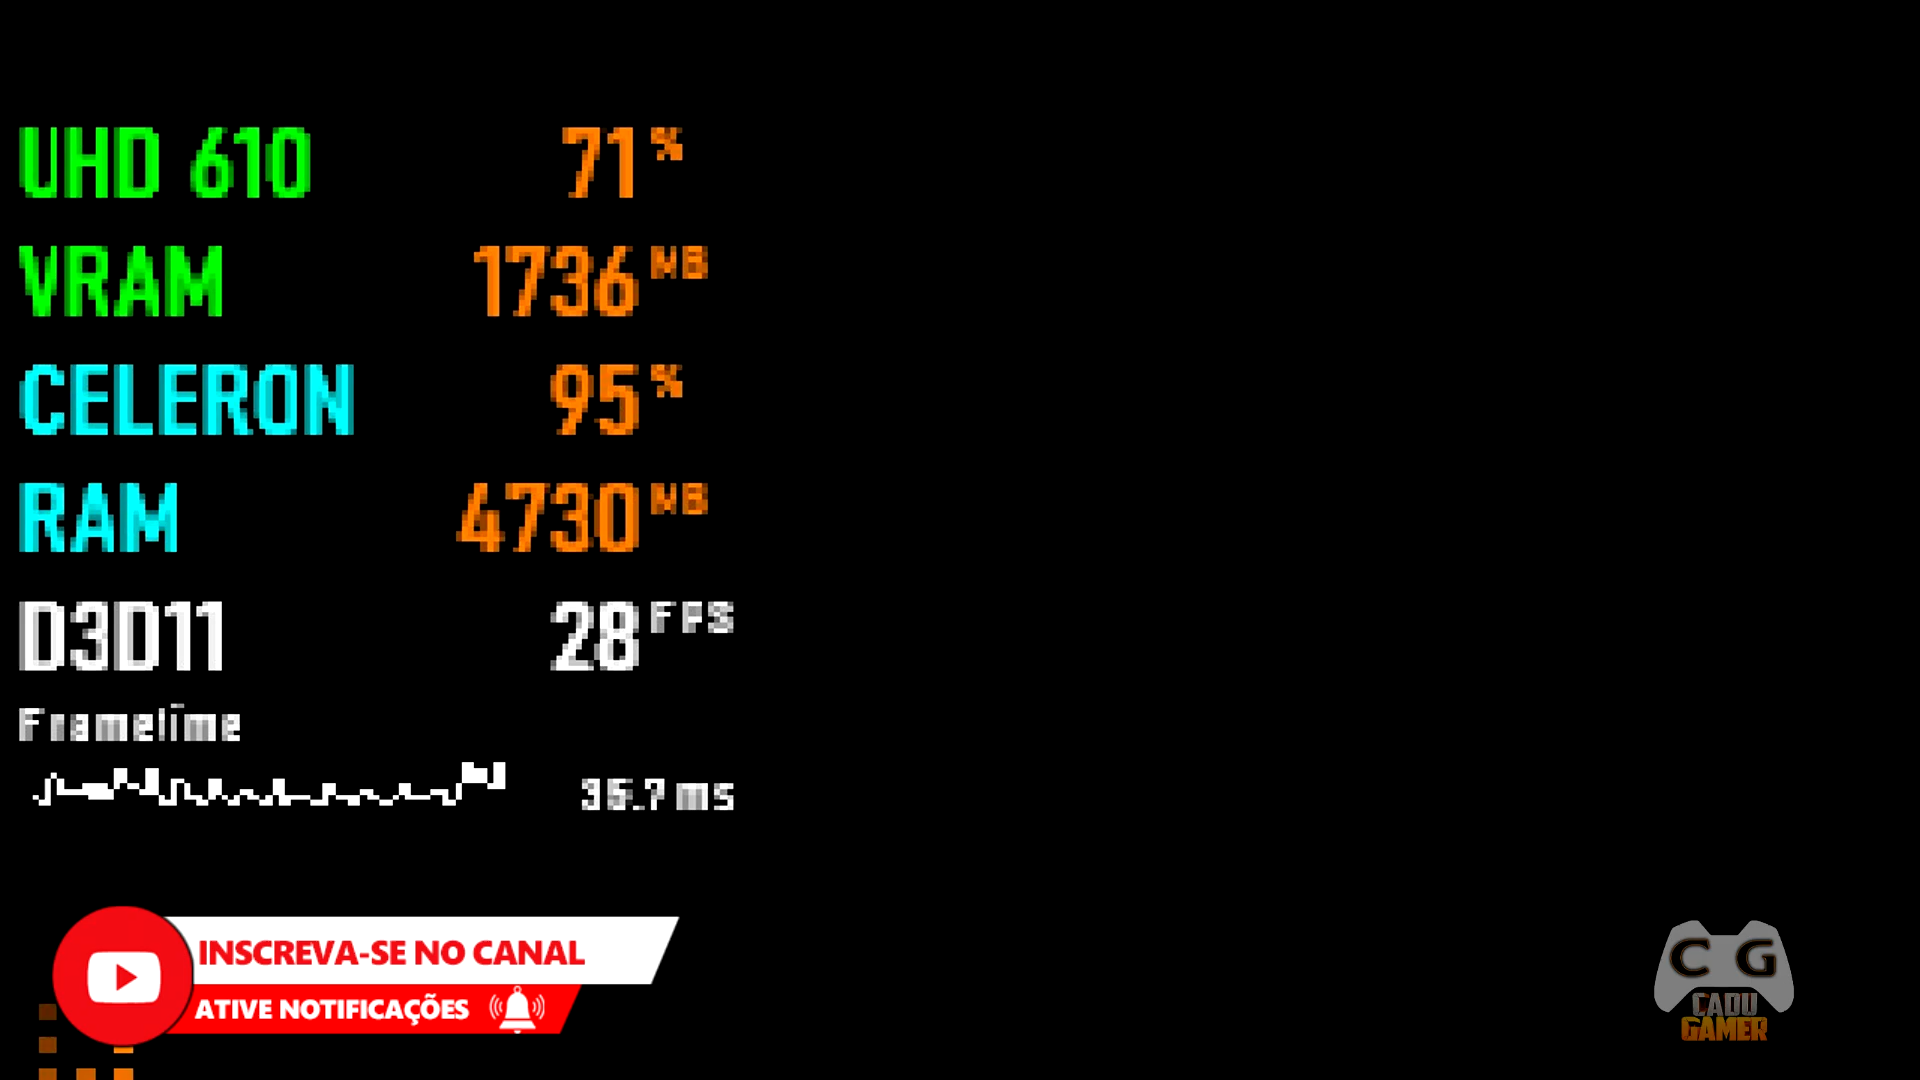 UHD 610 71 %
VRAM 1736 MB
CELERON 95 %
RAM 4730 MB
D3D11 28 FPS
Frametime
35.7 ms
INSCREVA-SE NO CANAL
ATIVE NOTIFICAÇÕES
C G
CADU
GAMER